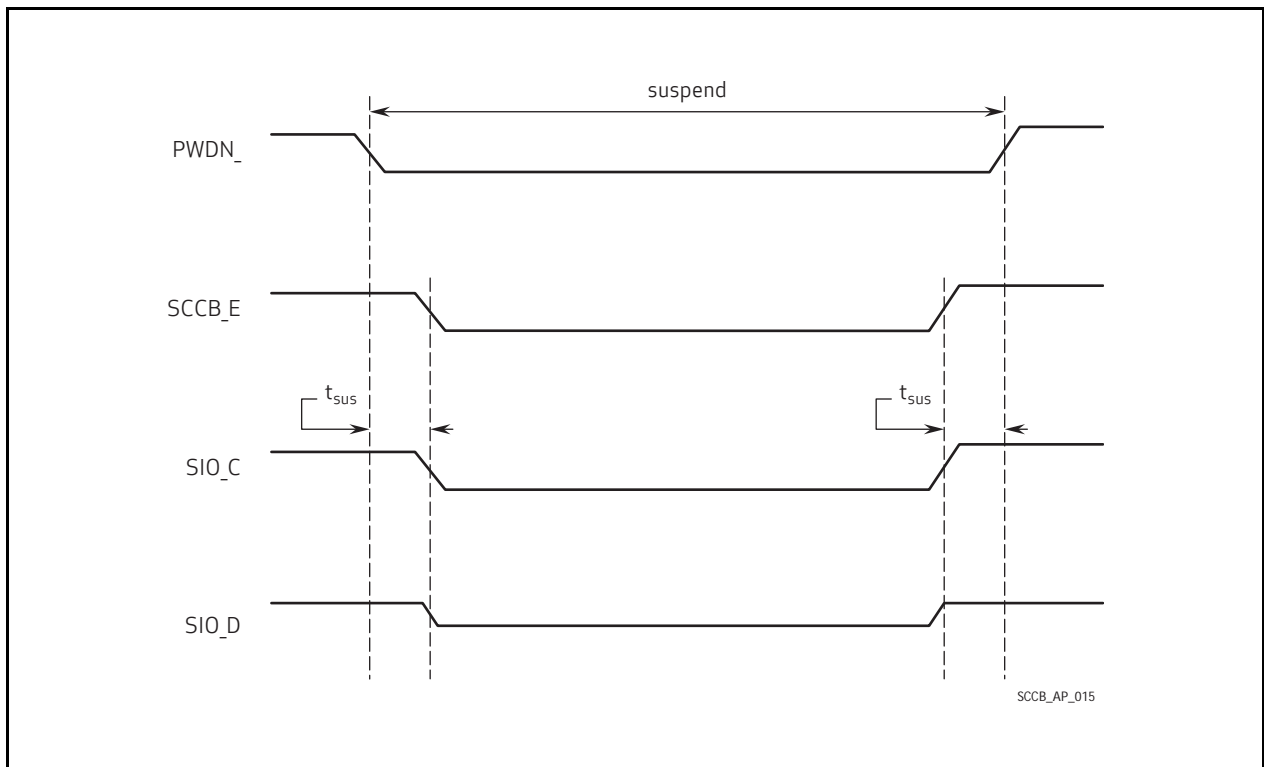 suspend
PWDN_
SCCB_E
tsus
tsus
SIO_C
SIO_D
SCCB_AP_015